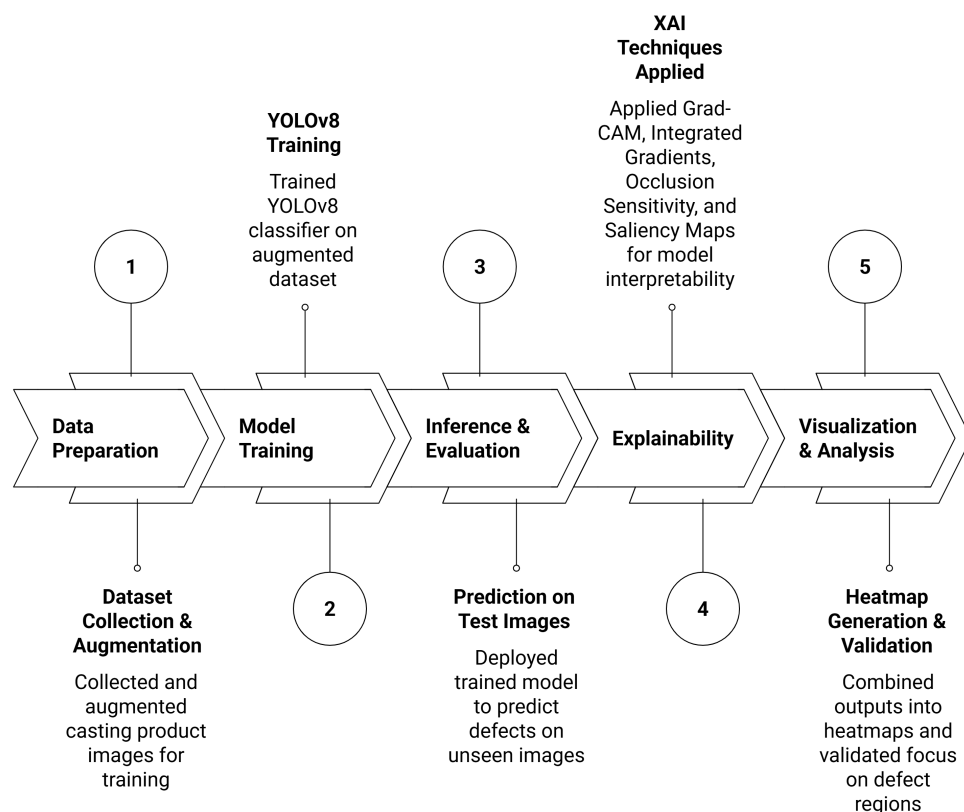 XAI
Techniques
Applied
Applied Grad-
CAM, Integrated
Gradients,
Occlusion
Sensitivity, and
Saliency Maps
for model
interpretability
YOLOv8
Training
Trained
YOLOv8
classifier on
augmented
dataset
1
3
5
Data
Preparation
Model
Training
Inference &
Evaluation
Explainability
Visualization
& Analysis
2
4
Dataset
Collection &
Augmentation
Collected and
augmented
casting product
images for
training
Prediction on
Test Images
Deployed
trained model
to predict
defects on
unseen images
Heatmap
Generation &
Validation
Combined
outputs into
heatmaps and
validated focus
on defect
regions